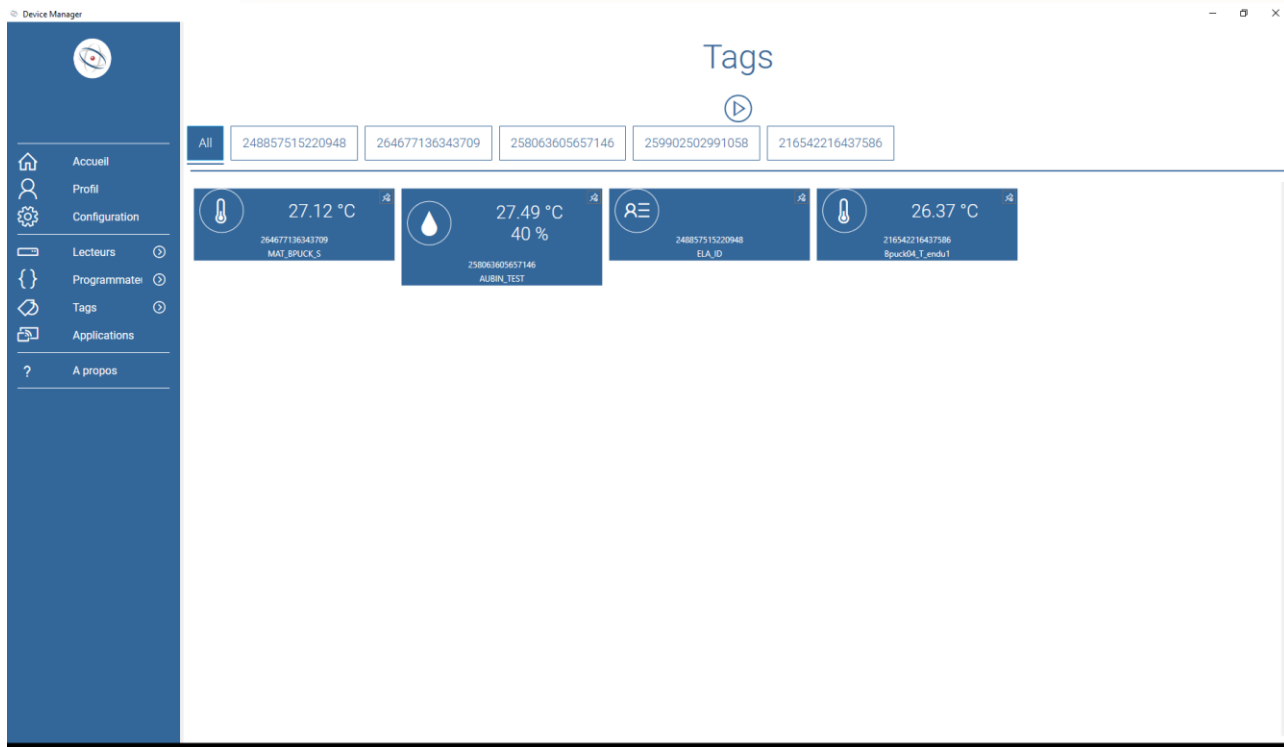 Device Manager
Tags
All
248857515220948
264677136343709
258063605657146
259902502991058
216542216437586
Accueil
Profil
Configuration
Lecteurs
Programmate
Tags
Applications
?
A propos
27.12 °C
264677136343709
MAT_BPUCK_S
27.49 °C
40 %
258063605657146
AUBIN_TEST
248857515220948
ELA_ID
26.37 °C
216542216437586
Bpuck04_T_endu1